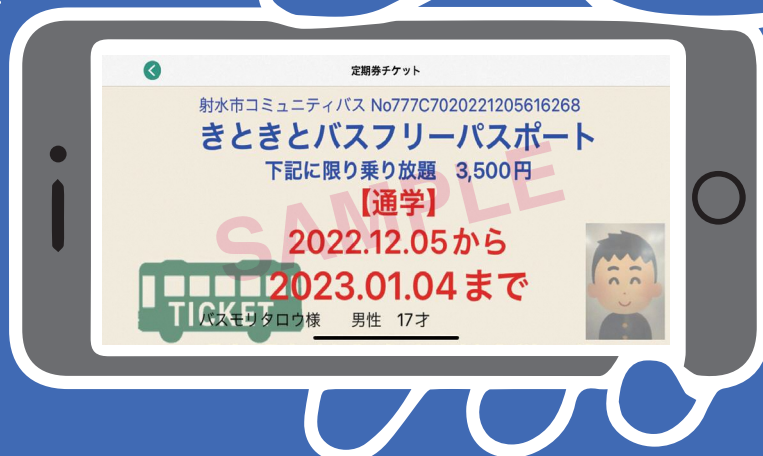 定期券チケット
射水市コミュニティバス No777C7020221205616268
きときとバスフリーパスポート
下記に限り乗り放題 3,500円
【通学】
SAMPLE
2022.12.05から
2023.01.04まで
TICKET
バスモリタロウ様 男性 17才